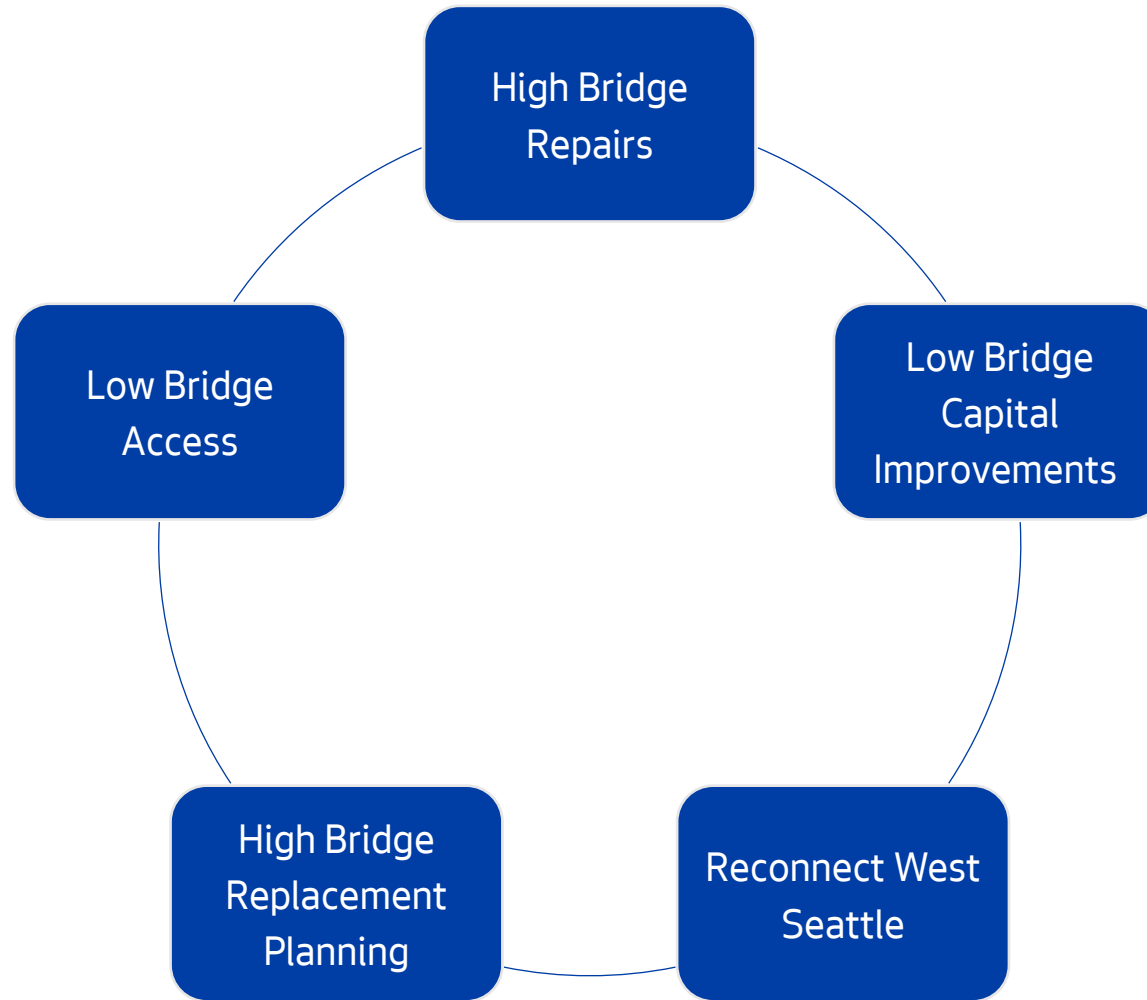 High Bridge
Repairs
Low Bridge
Capital
Improvements
Reconnect West
Seattle
High Bridge
Replacement
Planning
Low Bridge
Access